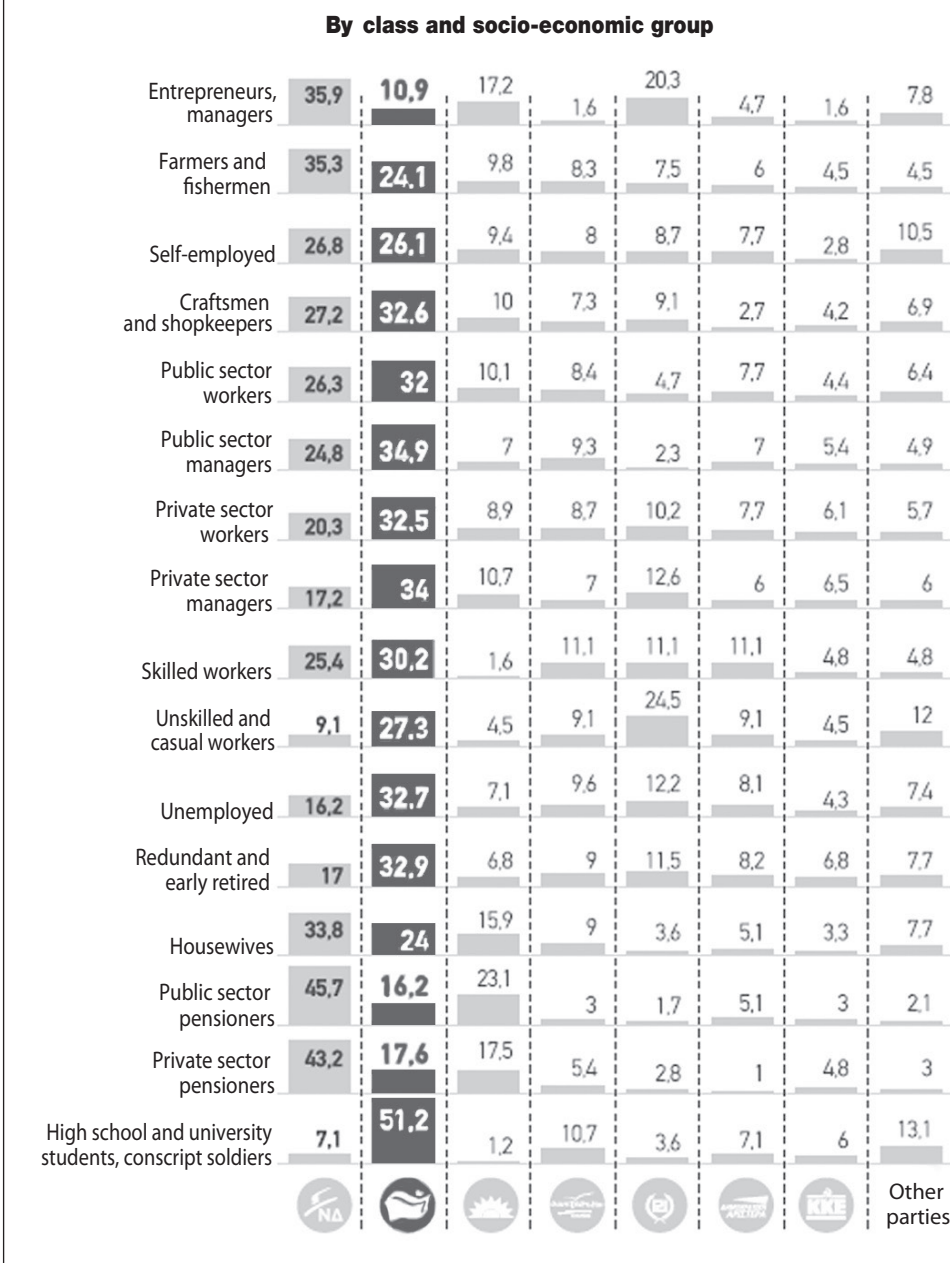 By class and socio-economic group
Entrepreneurs,
managers
35,9 10,9 17,2 1,6 20,3 4,7 1,6 7,8
Farmers and
fishermen
35,3 24,1 9,8 8,3 7,5 6 4,5 4,5
Self-employed
26,8 26,1 9,4 8 8,7 7,7 2,8 10,5
Craftsmen
and shopkeepers
27,2 32,6 10 7,3 9,1 2,7 4,2 6,9
Public sector
workers
26,3 32 10,1 8,4 4,7 7,7 4,4 6,4
Public sector
managers
24,8 34,9 7 9,3 2,3 7 5,4 4,9
Private sector
workers
20,3 32,5 8,9 8,7 10,2 7,7 6,1 5,7
Private sector
managers
17,2 34 10,7 7 12,6 6 6,5 6
Skilled workers
25,4 30,2 1,6 11,1 11,1 11,1 4,8 4,8
Unskilled and
casual workers
9,1 27,3 4,5 9,1 24,5 9,1 4,5 12
Unemployed
16,2 32,7 7,1 9,6 12,2 8,1 4,3 7,4
Redundant and
early retired
17 32,9 6,8 9 11,5 8,2 6,8 7,7
Housewives
33,8 24 15,9 9 3,6 5,1 3,3 7,7
Public sector
pensioners
45,7 16,2 23,1 3 1,7 5,1 3 2,1
Private sector
pensioners
43,2 17,6 17,5 5,4 2,8 1 4,8 3
High school and university
students, conscript soldiers
7,1 51,2 1,2 10,7 3,6 7,1 6 13,1
ΝΔ ΚΚΕ Other
parties